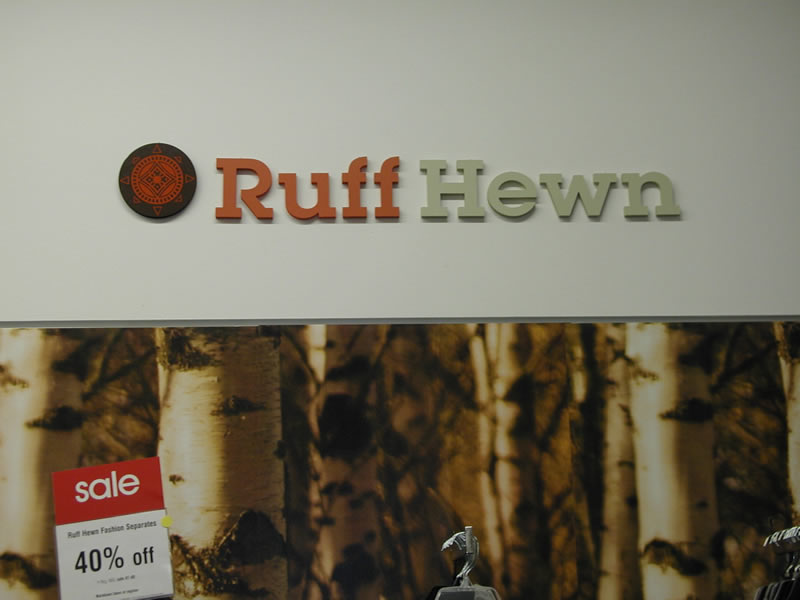 Ruff Hewn
sale
Ruff Hewn Fashion Separates
40% off